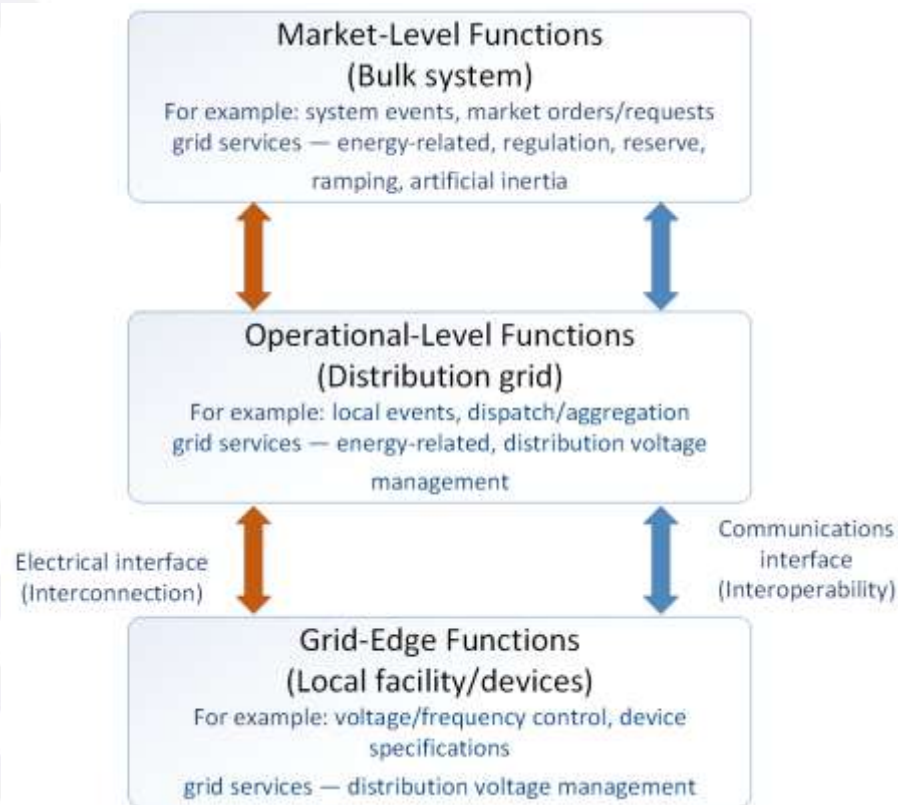 Market-Level Functions
(Bulk system)
For example: system events, market orders/requests
grid services — energy-related, regulation, reserve,
ramping, artificial inertia
Operational-Level Functions
(Distribution grid)
For example: local events, dispatch/aggregation
grid services — energy-related, distribution voltage
management
Electrical interface
(Interconnection)
Communications
interface
(Interoperability)
Grid-Edge Functions
(Local facility/devices)
For example: voltage/frequency control, device
specifications
grid services — distribution voltage management